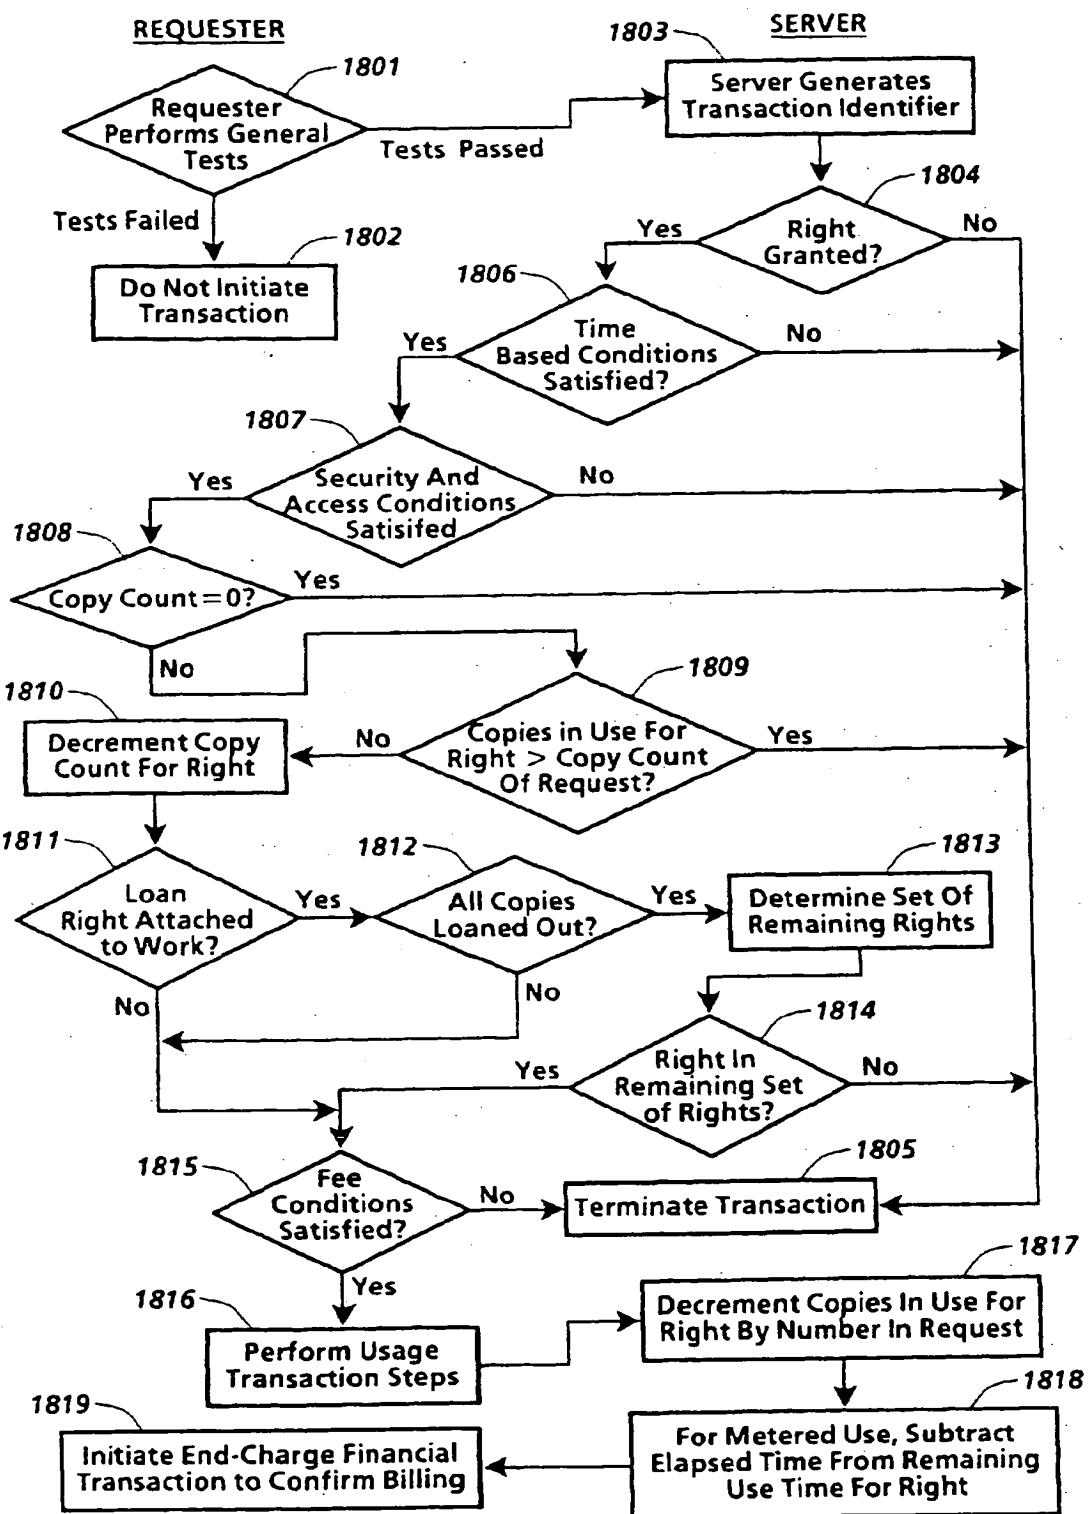 REQUESTER
SERVER
1801
1803
Requester
Performs General
Tests
Server Generates
Transaction Identifier
Tests Passed
Tests Failed
1802
Do Not Initiate
Transaction
1804
Right
Granted?
Yes
No
1806
Time
Based Conditions
Satisfied?
Yes
No
1807
Security And
Access Conditions
Satisifed
Yes
No
1808
Copy Count=0?
Yes
No
1809
Copies in Use For
Right > Copy Count
Of Request?
No
Yes
1810
Decrement Copy
Count For Right
1811
Loan
Right Attached
to Work?
Yes
No
1812
All Copies
Loaned Out?
Yes
No
1813
Determine Set Of
Remaining Rights
1814
Right In
Remaining Set
of Rights?
Yes
No
1815
Fee
Conditions
Satisfied?
No
Yes
1805
Terminate Transaction
1816
Perform Usage
Transaction Steps
1817
Decrement Copies In Use For
Right By Number In Request
1818
For Metered Use, Subtract
Elapsed Time From Remaining
Use Time For Right
1819
Initiate End-Charge Financial
Transaction to Confirm Billing